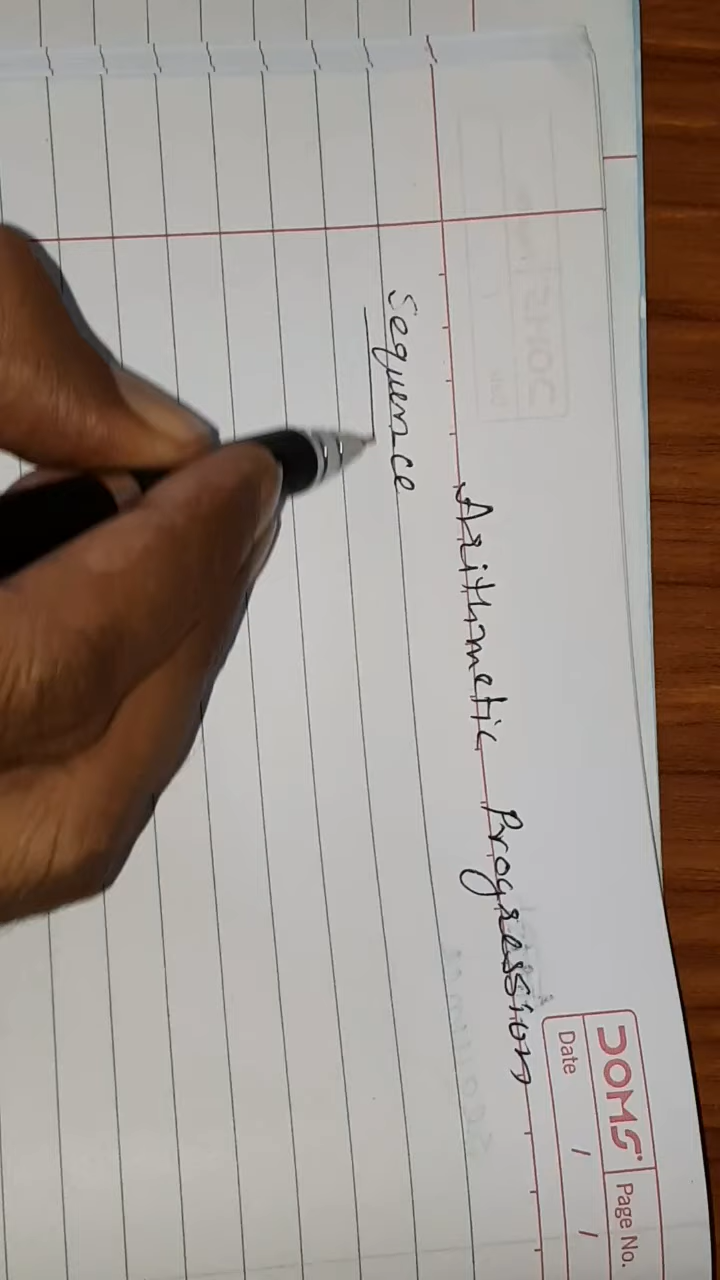 DOMS Page No.
Date / /
Arithmetic Progression
Sequence